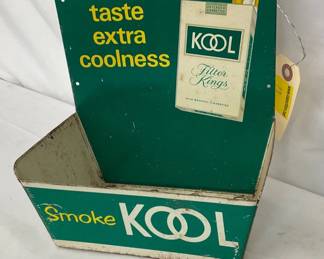 taste
extra
coolness
KOOL
Filter
Kings
Smoke KOOL